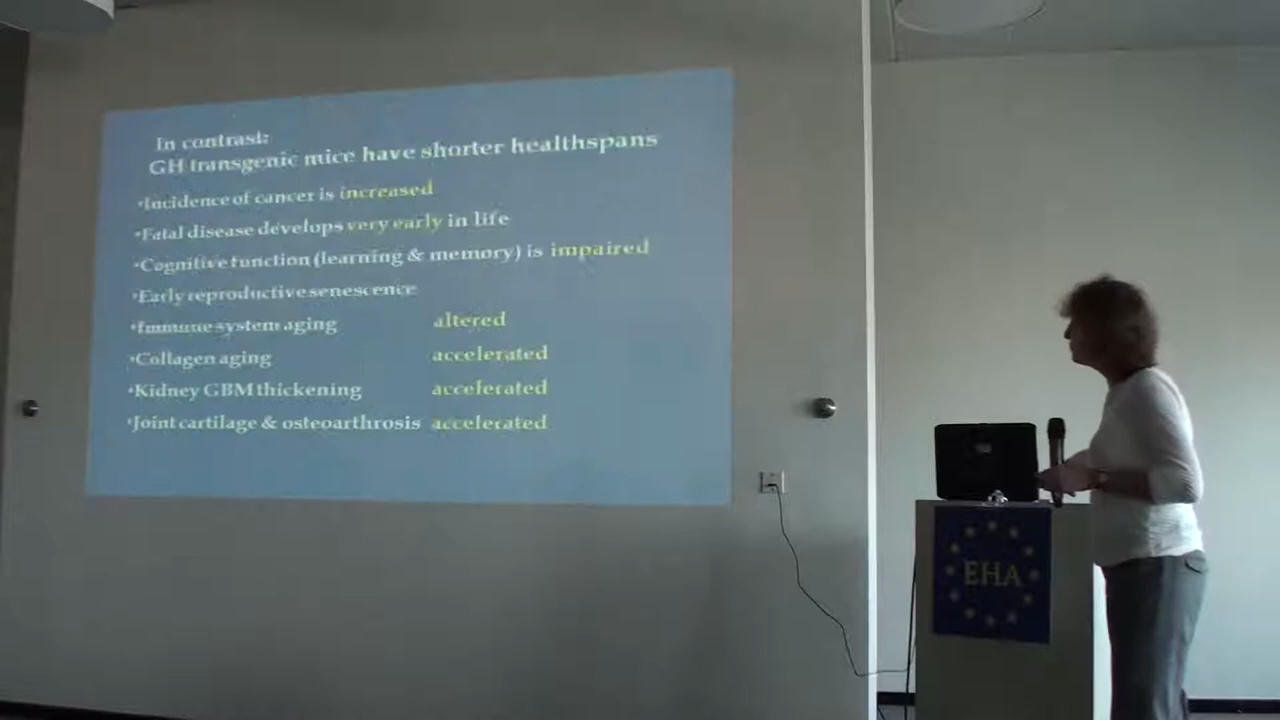 In contrast:
GH transgenic mice have shorter healthspans
•Incidence of cancer is increased
•Fatal disease develops very early in life
•Cognitive function (learning & memory) is impaired
•Early reproductive senescence
•Immune system aging altered
•Collagen aging accelerated
•Kidney GBM thickening accelerated
•Joint cartilage & osteoarthrosis accelerated
EHA